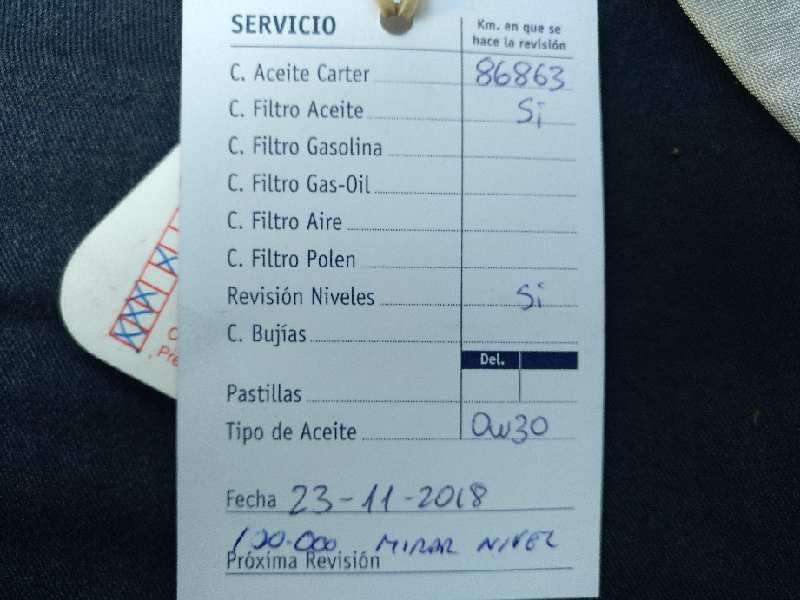 SERVICIO
Km. en que se
hace la revisión
C. Aceite Carter 86863
C. Filtro Aceite Si
C. Filtro Gasolina
C. Filtro Gas-Oil
C. Filtro Aire
C. Filtro Polen
Revisión Niveles Si
C. Bujías
Del.
Pastillas
Tipo de Aceite 0w30
Fecha 23-11-2018
100.000 MIRAR NIVEL
Próxima Revisión